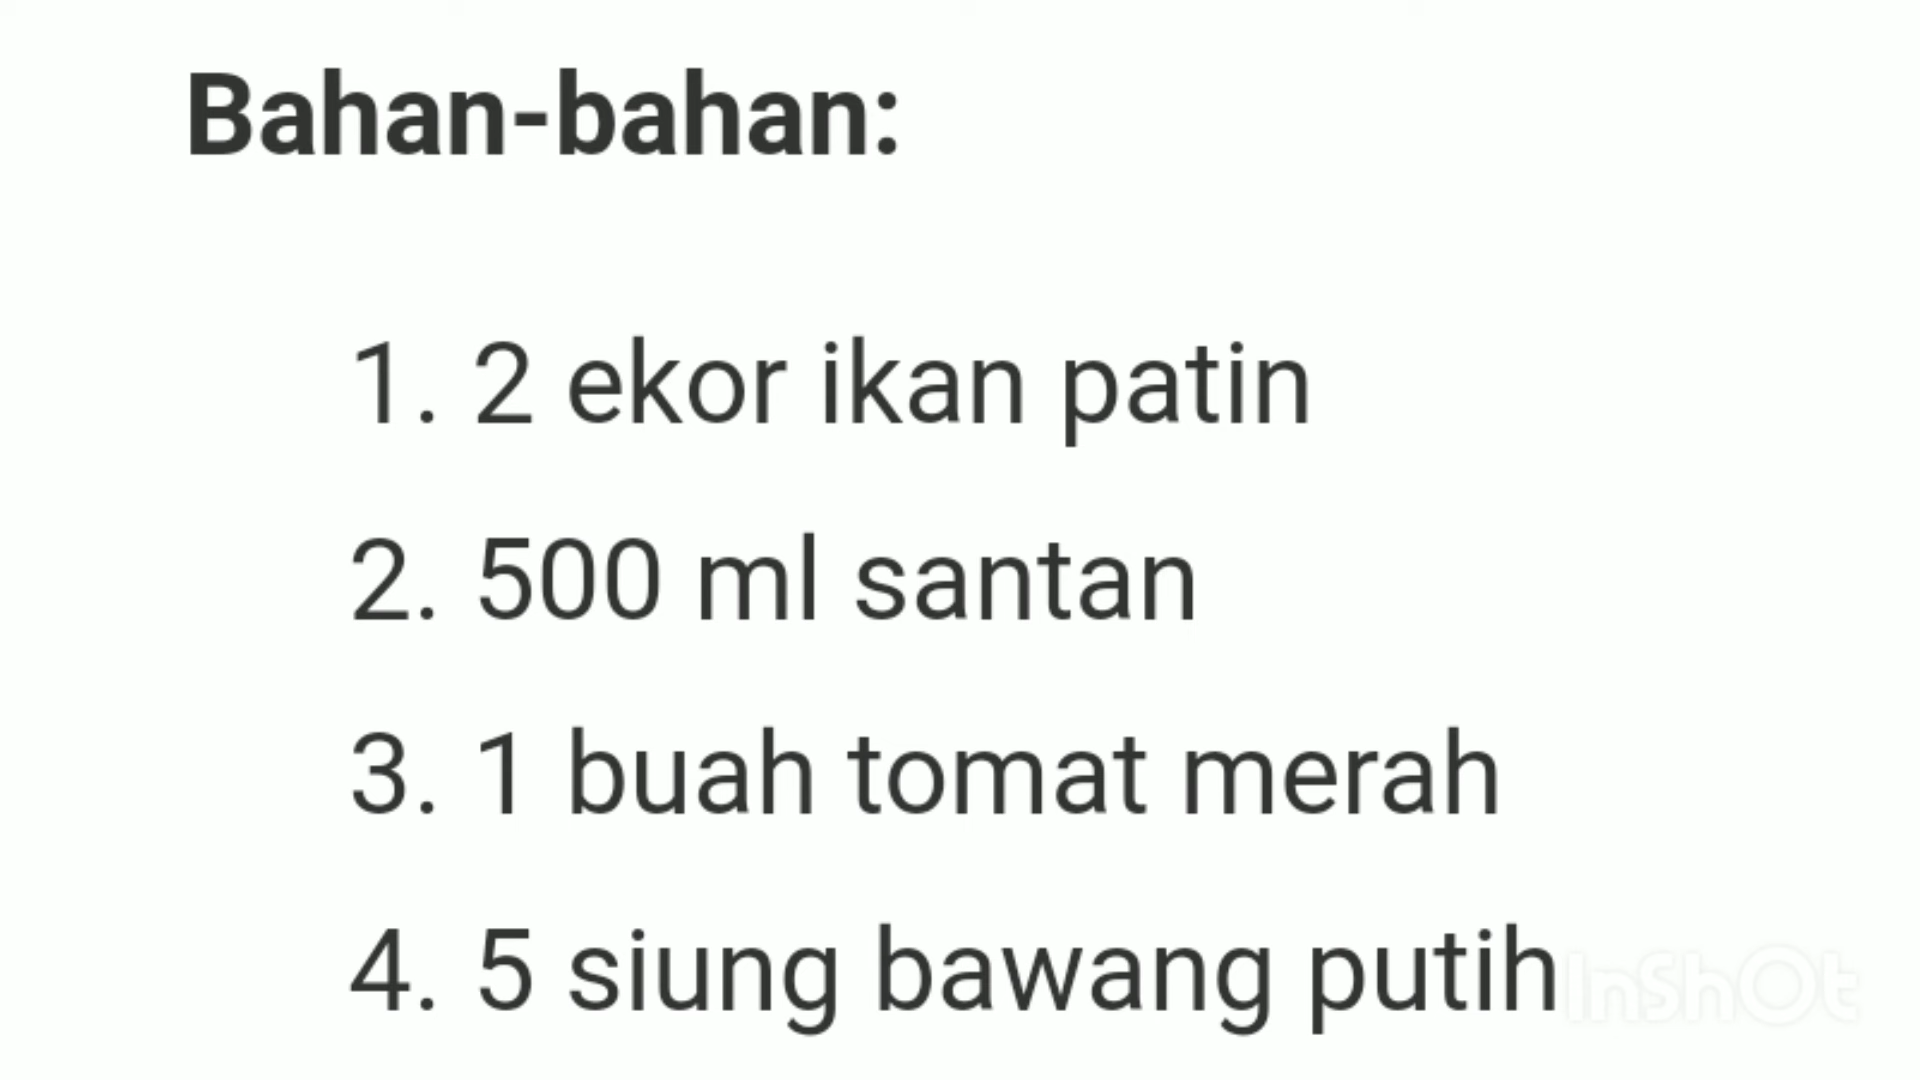 Bahan-bahan:
1. 2 ekor ikan patin
2. 500 ml santan
3. 1 buah tomat merah
4. 5 siung bawang putih
InShOt